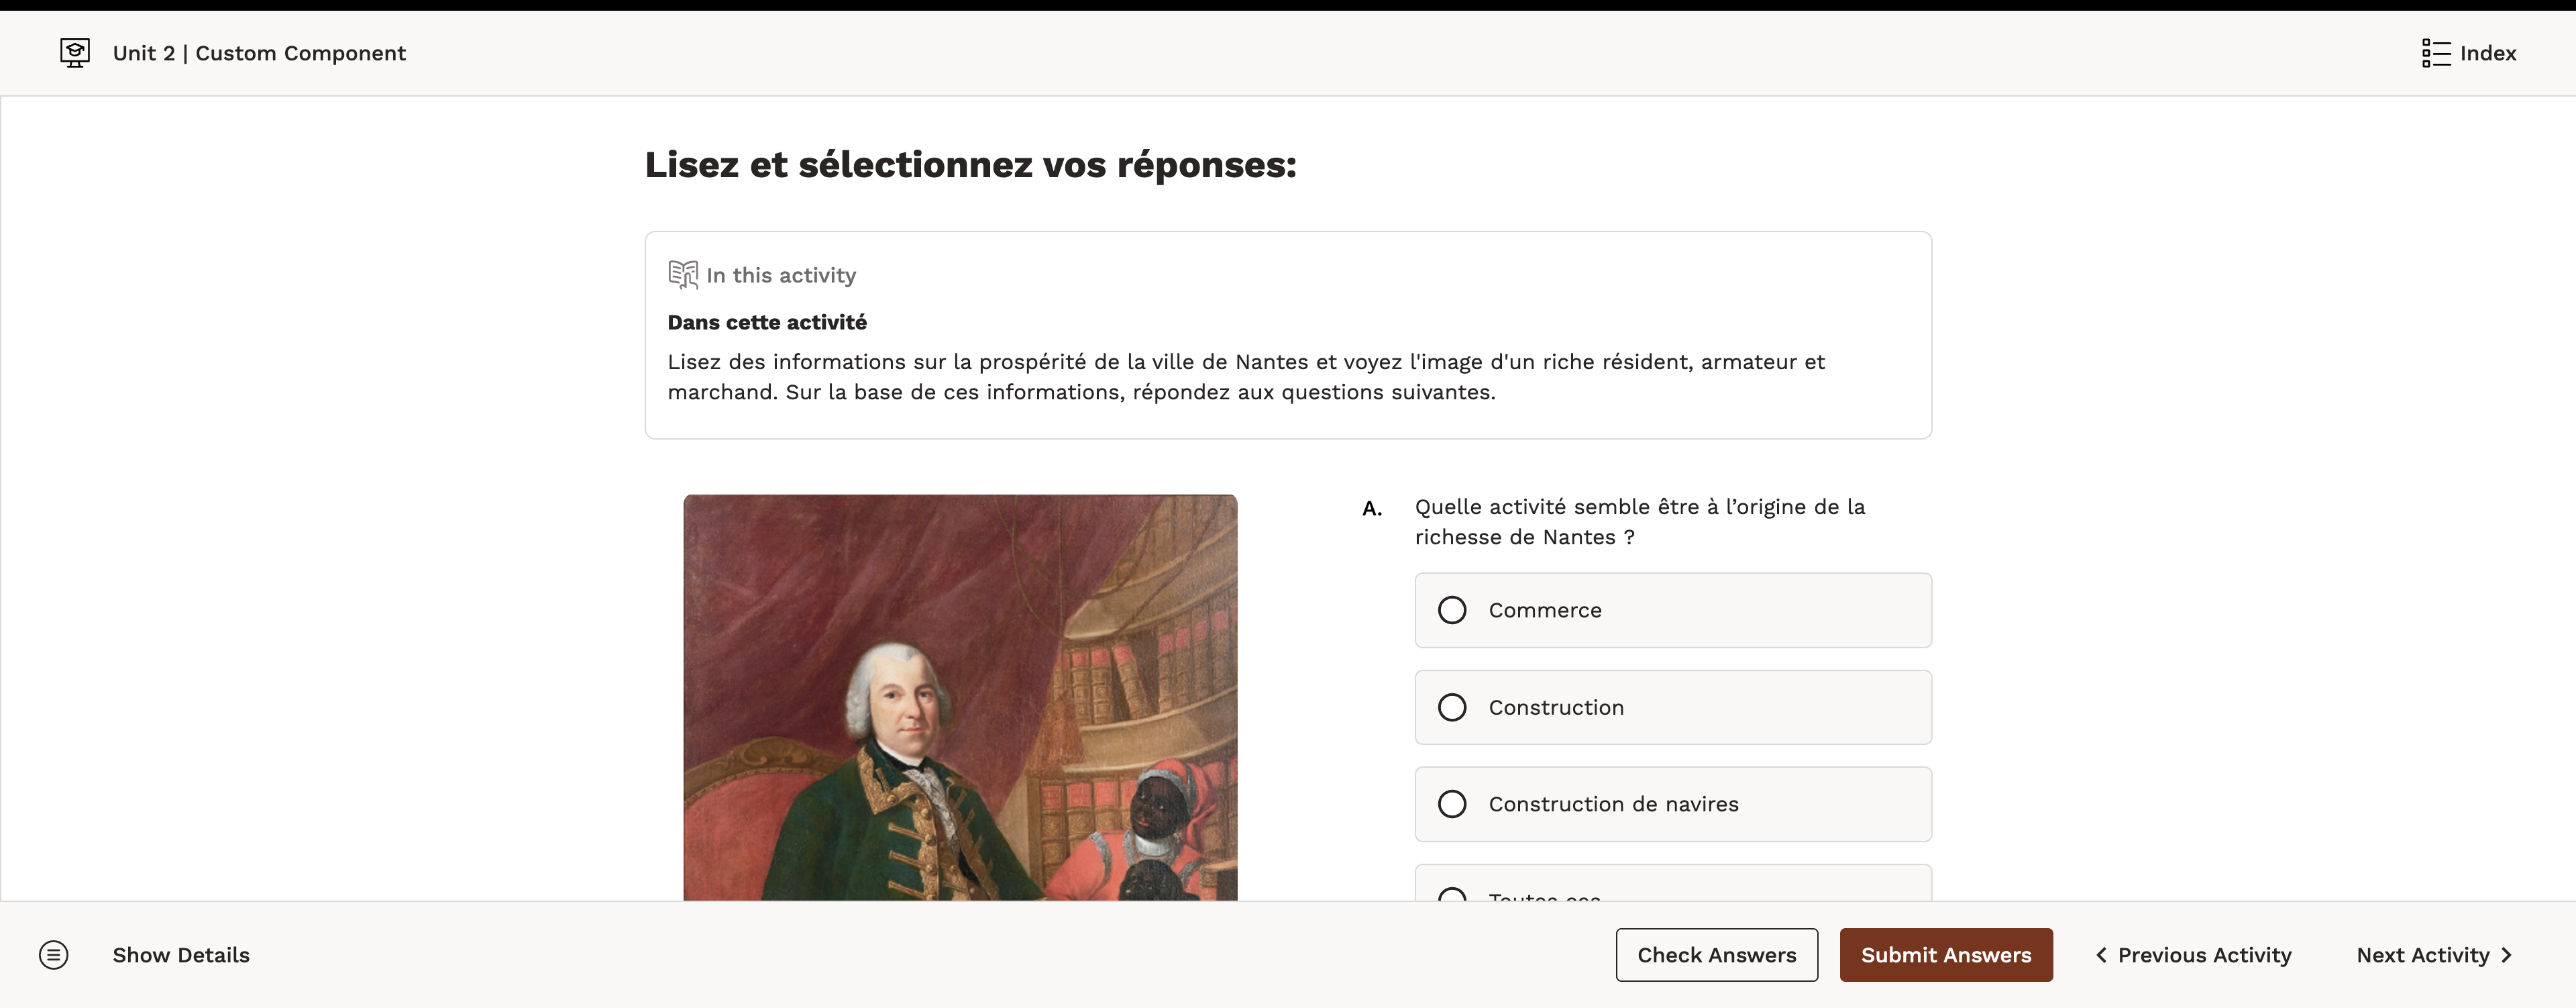 Unit 2 | Custom Component
Index
Lisez et sélectionnez vos réponses:
In this activity
Dans cette activité
Lisez des informations sur la prospérité de la ville de Nantes et voyez l'image d'un riche résident, armateur et
marchand. Sur la base de ces informations, répondez aux questions suivantes.
A. Quelle activité semble être à l’origine de la
richesse de Nantes ?
Commerce
Construction
Construction de navires
Toutes ces
Show Details
Check Answers
Submit Answers
Previous Activity
Next Activity